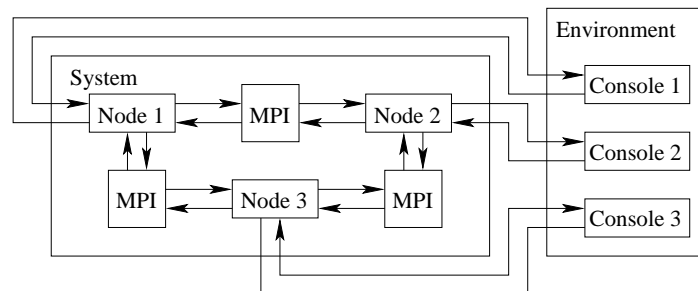 Environment
System
Console 1
Node 1
MPI
Node 2
Console 2
MPI
Node 3
MPI
Console 3